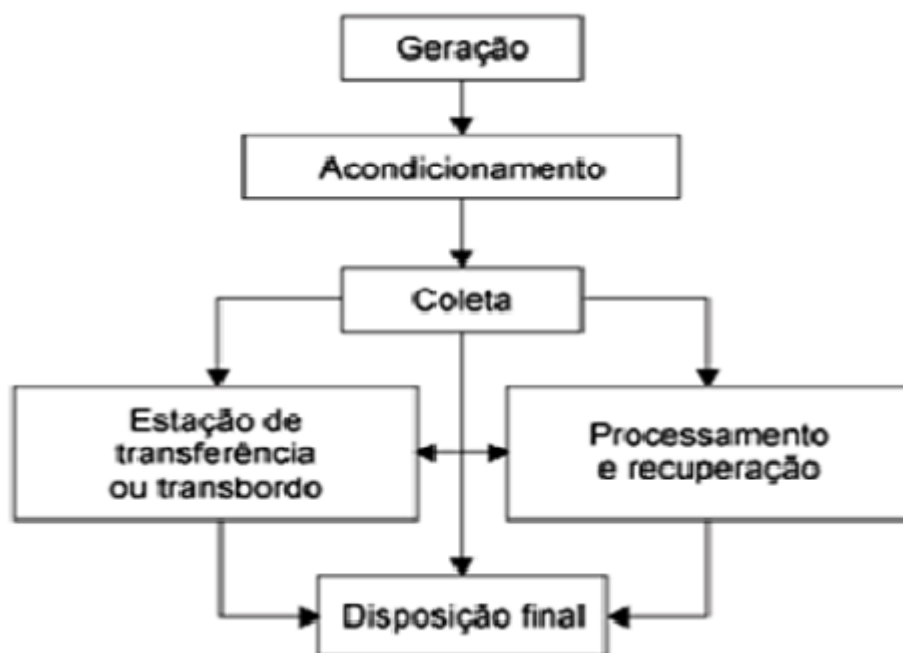 Geração
Acondicionamento
Coleta
Estação de
transferência
ou transbordo
Processamento
e recuperação
Disposição final